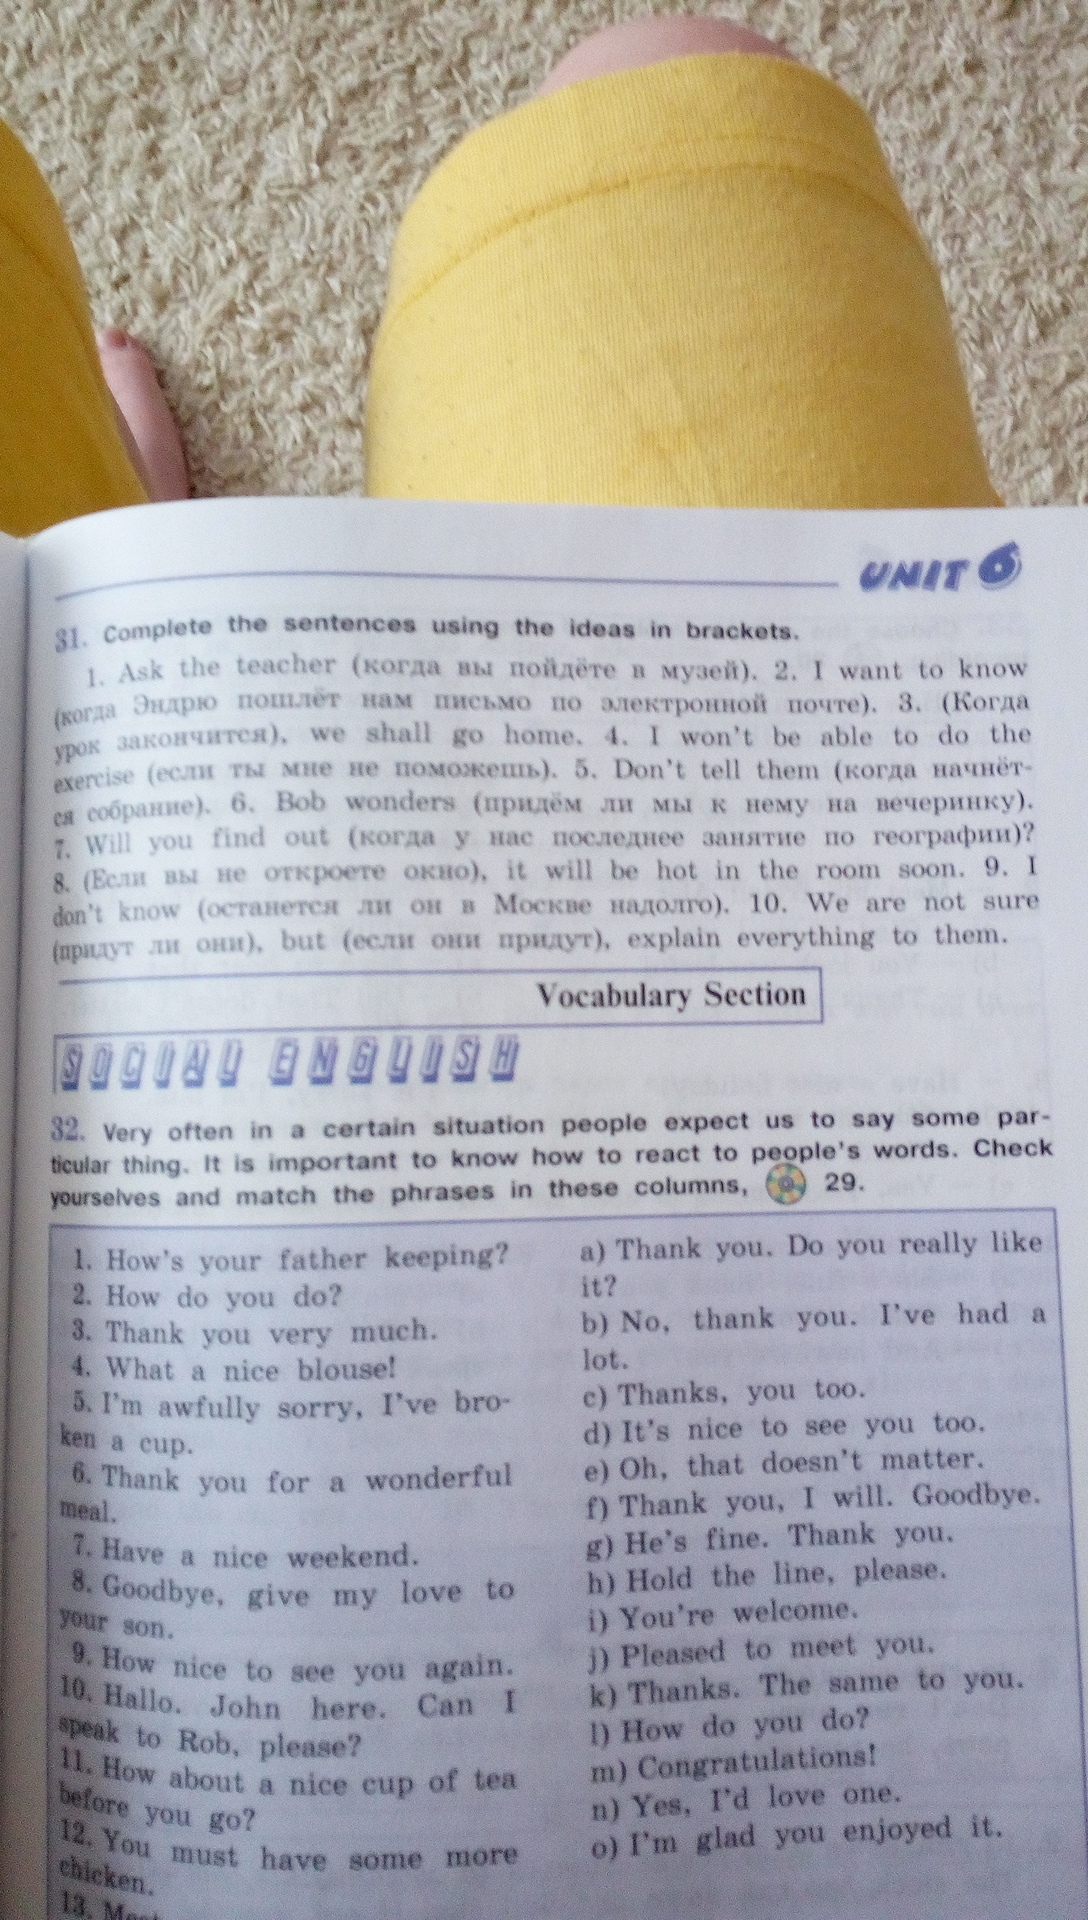 UNIT 6
31. Complete the sentences using the ideas in brackets.
1. Ask the teacher (когда вы пойдёте в музей). 2. I want to know
(когда Эндрю пошлёт нам письмо по электронной почте). 3. (Когда
урок закончится), we shall go home. 4. I won't be able to do the
exercise (если ты мне не поможешь). 5. Don't tell them (когда начнёт-
ся собрание). 6. Bob wonders (придём ли мы к нему на вечеринку).
7. Will you find out (когда у нас последнее занятие по географии)?
8. (Если вы не откроете окно), it will be hot in the room soon. 9. I
don't know (останется ли он в Москве надолго). 10. We are not sure
(придут ли они), but (если они придут), explain everything to them.
Vocabulary Section
SOCIAL ENGLISH
32. Very often in a certain situation people expect us to say some par-
ticular thing. It is important to know how to react to people's words. Check
yourselves and match the phrases in these columns, 29.
1. How's your father keeping?
2. How do you do?
3. Thank you very much.
4. What a nice blouse!
5. I'm awfully sorry, I've bro-
ken a cup.
6. Thank you for a wonderful
meal.
7. Have a nice weekend.
8. Goodbye, give my love to
your son.
9. How nice to see you again.
10. Hallo. John here. Can I
speak to Rob, please?
11. How about a nice cup of tea
before you go?
12. You must have some more
chicken.
13.
a) Thank you. Do you really like
it?
b) No, thank you. I've had a
lot.
c) Thanks, you too.
d) It's nice to see you too.
e) Oh, that doesn't matter.
f) Thank you, I will. Goodbye.
g) He's fine. Thank you.
h) Hold the line, please.
i) You're welcome.
j) Pleased to meet you.
k) Thanks. The same to you.
l) How do you do?
m) Congratulations!
n) Yes, I'd love one.
o) I'm glad you enjoyed it.